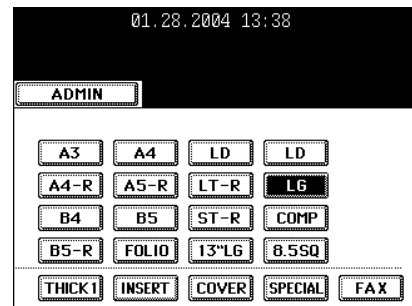 01.28.2004 13:38
ADMIN
A3 A4 LD LD
A4-R A5-R LT-R LG
B4 B5 ST-R COMP
B5-R FOLIO 13"LG 8.5SQ
THICK1 INSERT COVER SPECIAL FAX